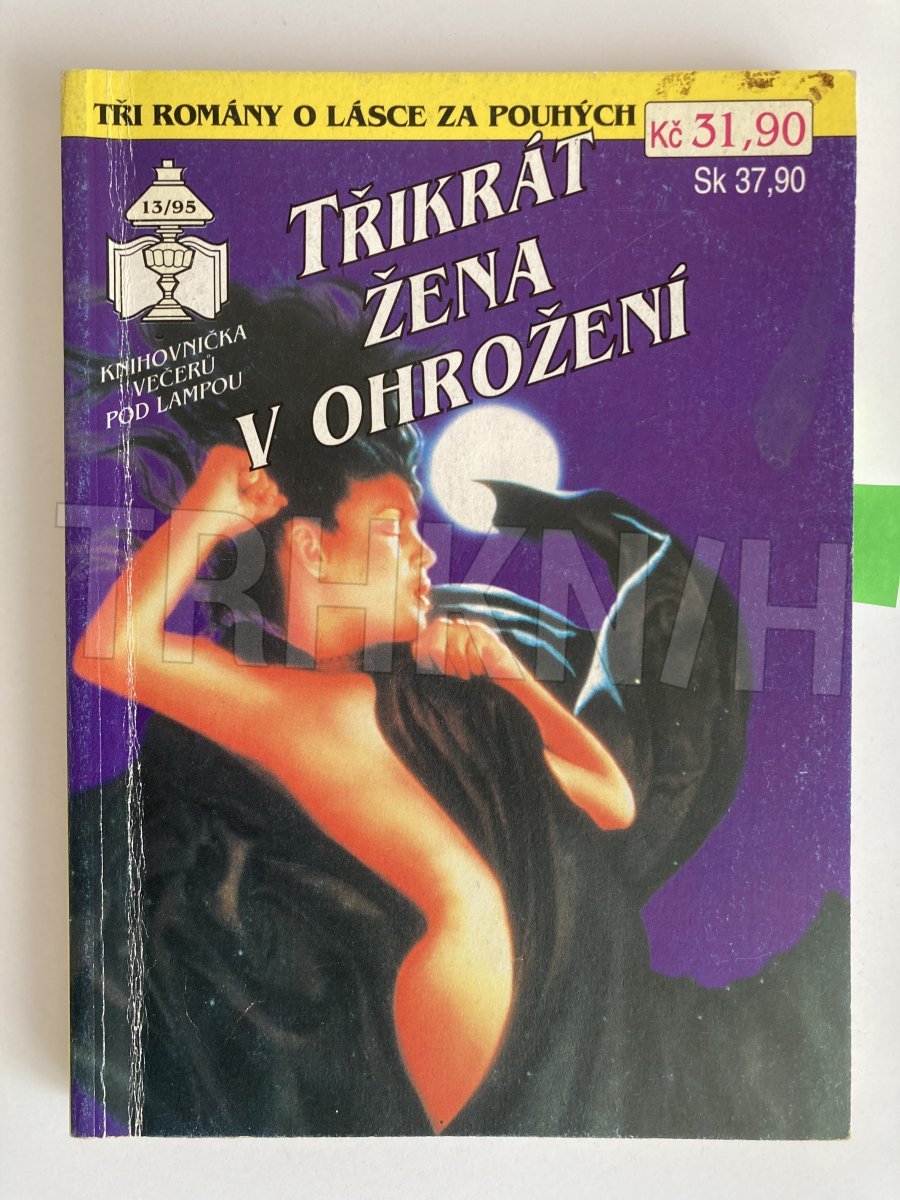 TŘI ROMÁNY O LÁSCE ZA POUHÝCH
Kč 31,90
Sk 37,90
13/95
KNIHOVNIČKA
VEČERŮ
POD LAMPOU
TŘIKRÁT
ŽENA
V OHROŽENÍ
TRHKNIH